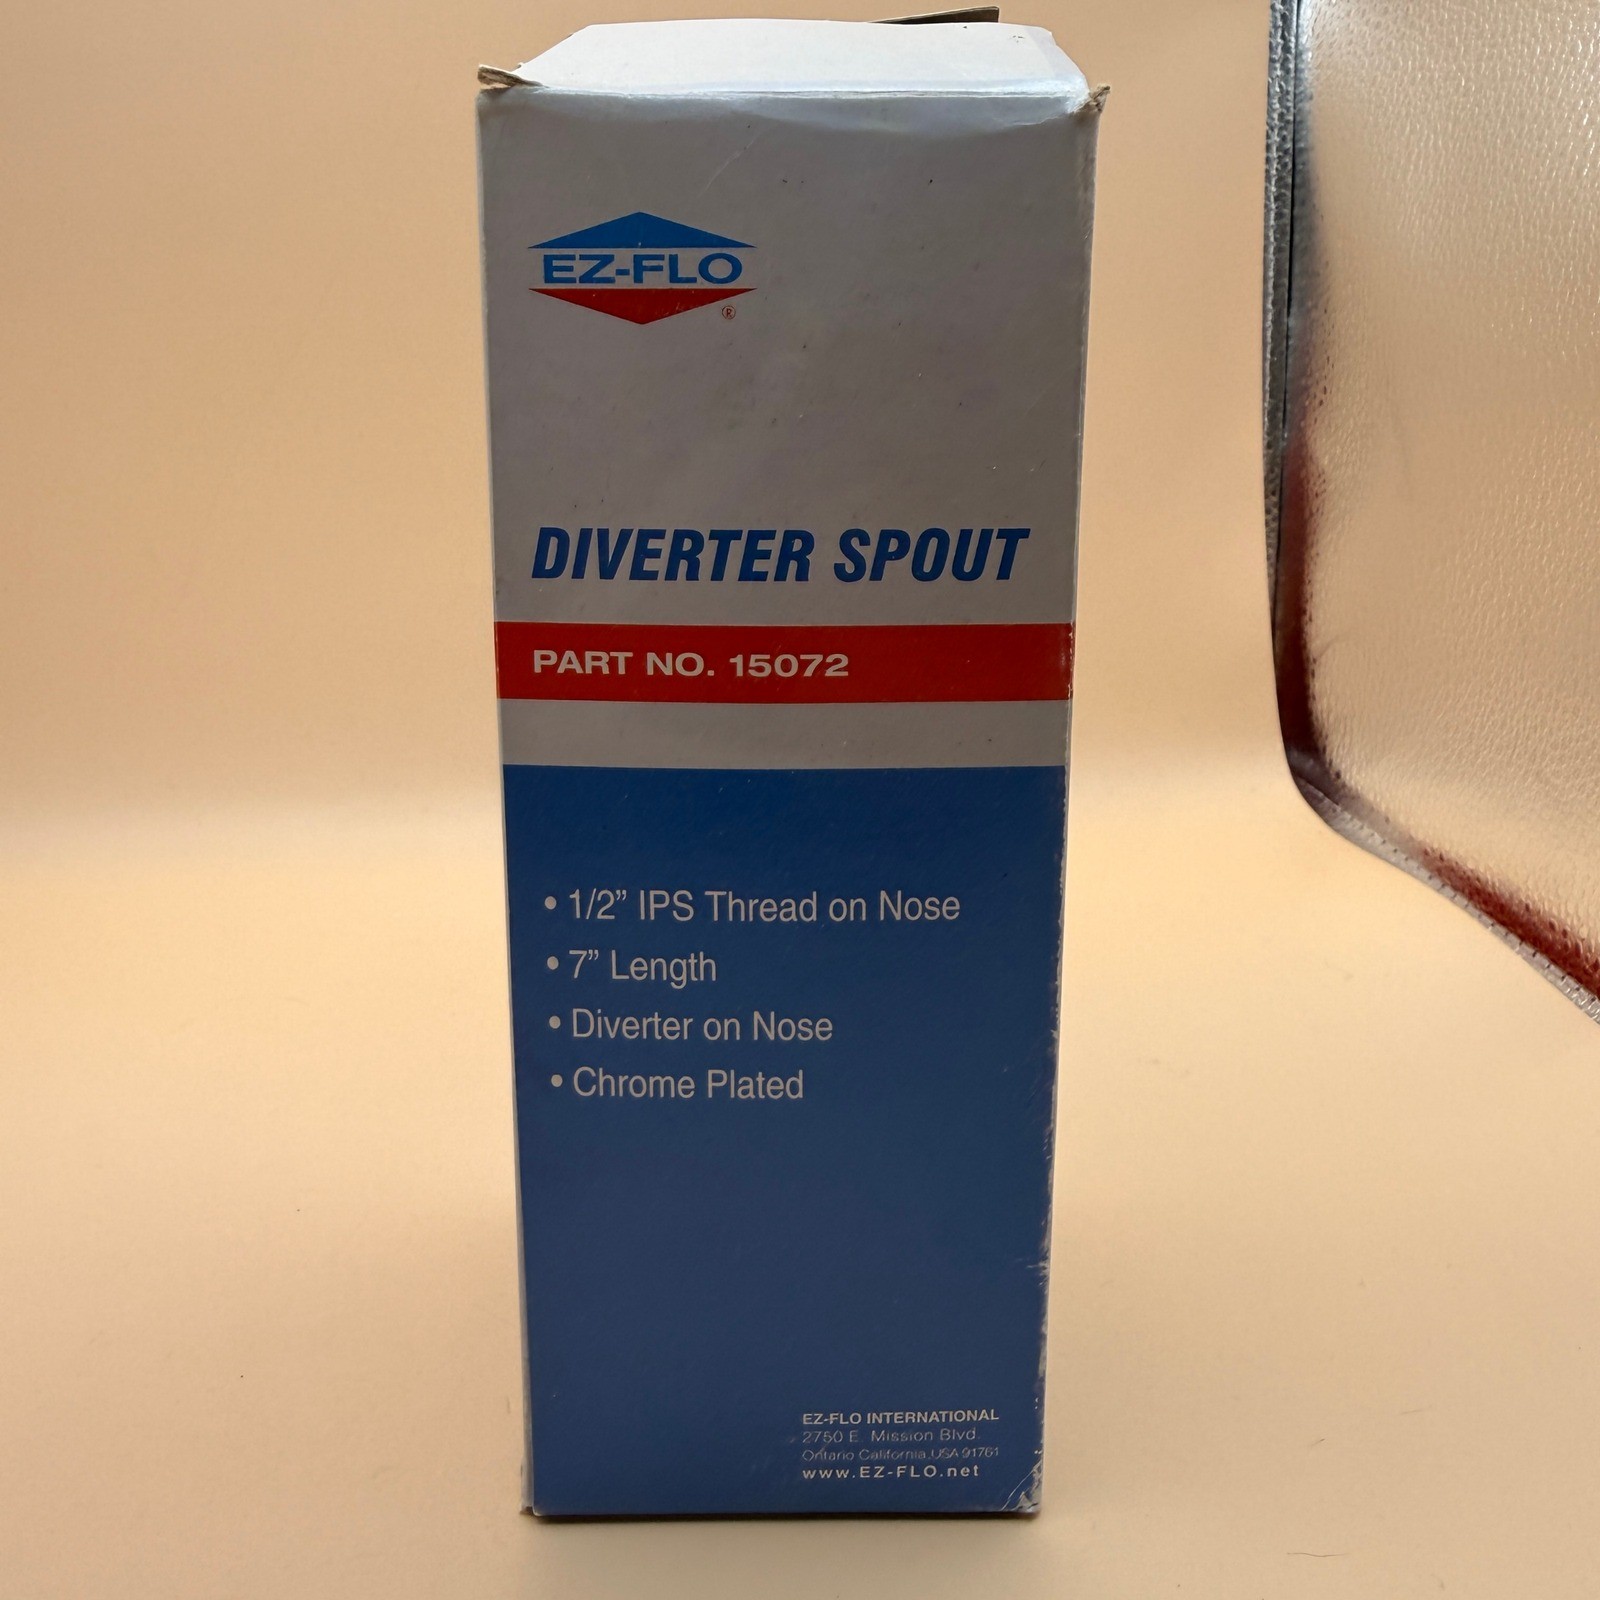 EZ-FLO
®
DIVERTER SPOUT
PART NO. 15072
• 1/2” IPS Thread on Nose
• 7” Length
• Diverter on Nose
• Chrome Plated
EZ-FLO INTERNATIONAL
2750 E. Mission Blvd.
Ontario California, USA 91761
www.EZ-FLO.net